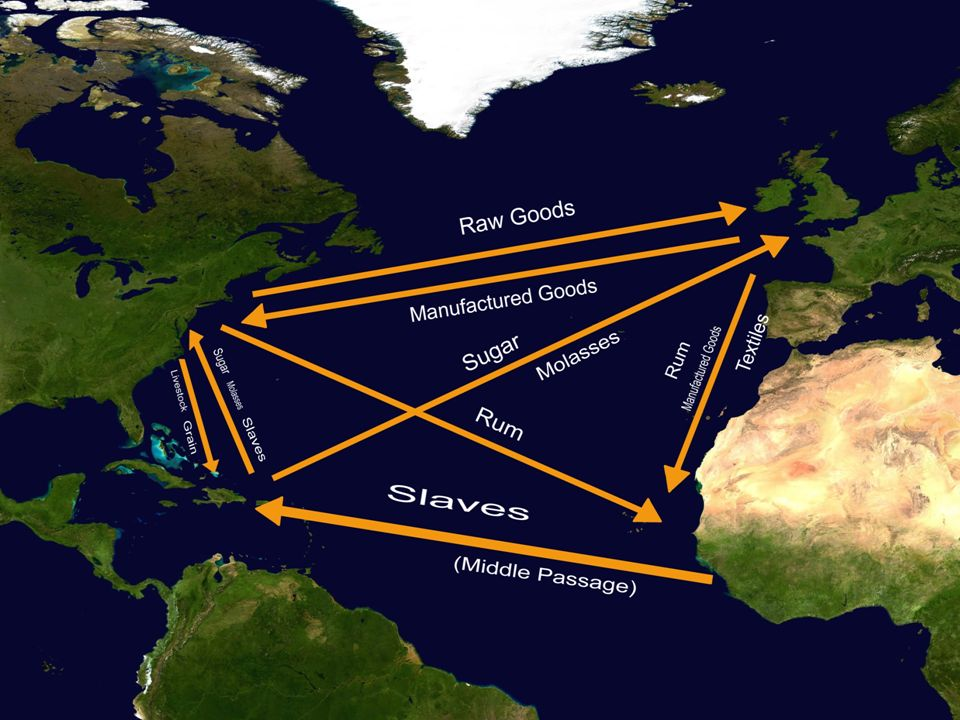 Raw Goods
Manufactured Goods
Sugar
Molasses
Rum
Manufactured Goods
Textiles
Sugar Molasses Slaves
Livestock Grain
Rum
Slaves
(Middle Passage)